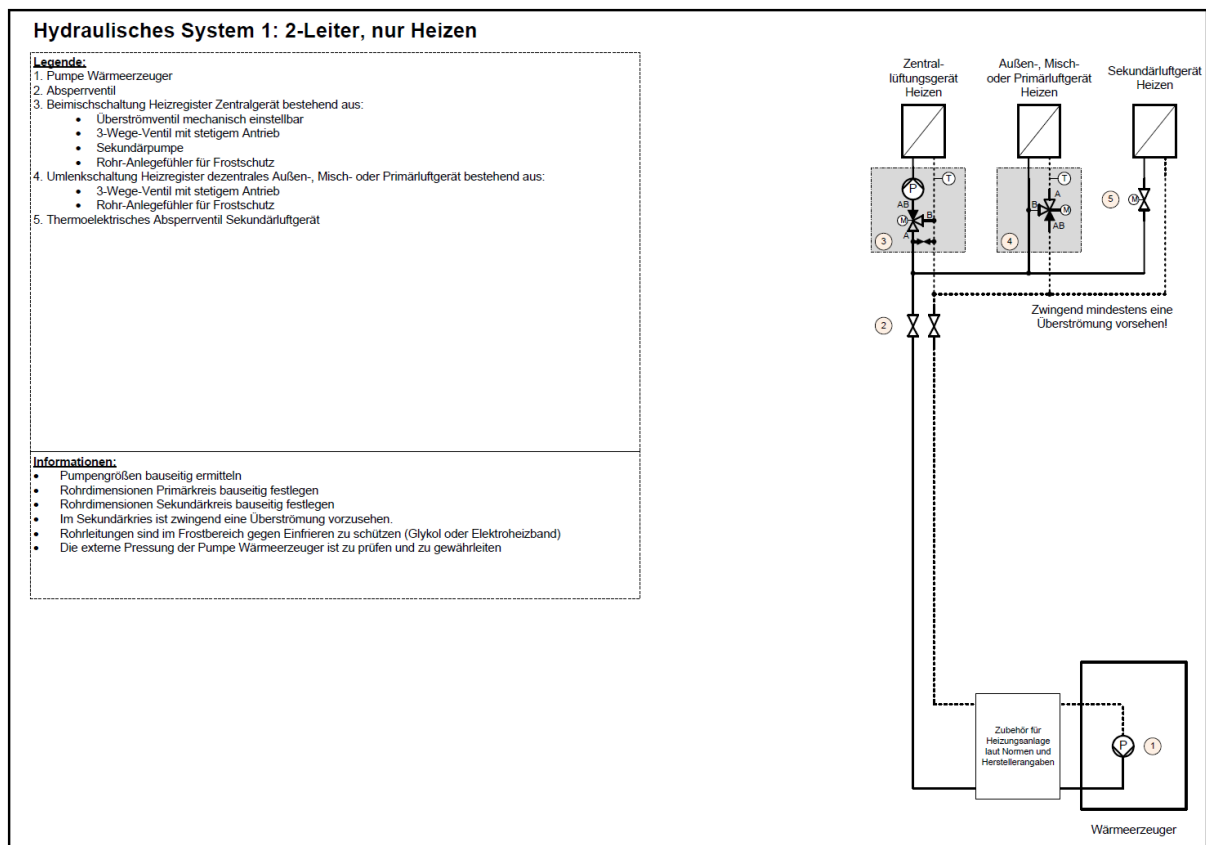 Hydraulisches System 1: 2-Leiter, nur Heizen
Legende:
1. Pumpe Wärmeerzeuger
2. Absperrventil
3. Beimischschaltung Heizregister Zentralgerät bestehend aus:
• Überströmventil mechanisch einstellbar
• 3-Wege-Ventil mit stetigem Antrieb
• Sekundärpumpe
• Rohr-Anlegefühler für Frostschutz
4. Umlenkschaltung Heizregister dezentrales Außen-, Misch- oder Primärluftgerät bestehend aus:
• 3-Wege-Ventil mit stetigem Antrieb
• Rohr-Anlegefühler für Frostschutz
5. Thermoelektrisches Absperrventil Sekundärluftgerät
Informationen:
• Pumpengrößen bauseitig ermitteln
• Rohrdimensionen Primärkreis bauseitig festlegen
• Rohrdimensionen Sekundärkreis bauseitig festlegen
• Im Sekundärkries ist zwingend eine Überströmung vorzusehen.
• Rohrleitungen sind im Frostbereich gegen Einfrieren zu schützen (Glykol oder Elektroheizband)
• Die externe Pressung der Pumpe Wärmeerzeuger ist zu prüfen und zu gewährleiten
Zentral-
lüftungsgerät
Heizen
Außen-, Misch-
oder Primärluftgerät
Heizen
Sekundärluftgerät
Heizen
T
P
AB
M
B
A
3
T
A
B
M
AB
4
5
M
2
Zwingend mindestens eine
Überströmung vorsehen!
Zubehör für
Heizungsanlage
laut Normen und
Herstellerangaben
P
1
Wärmeerzeuger